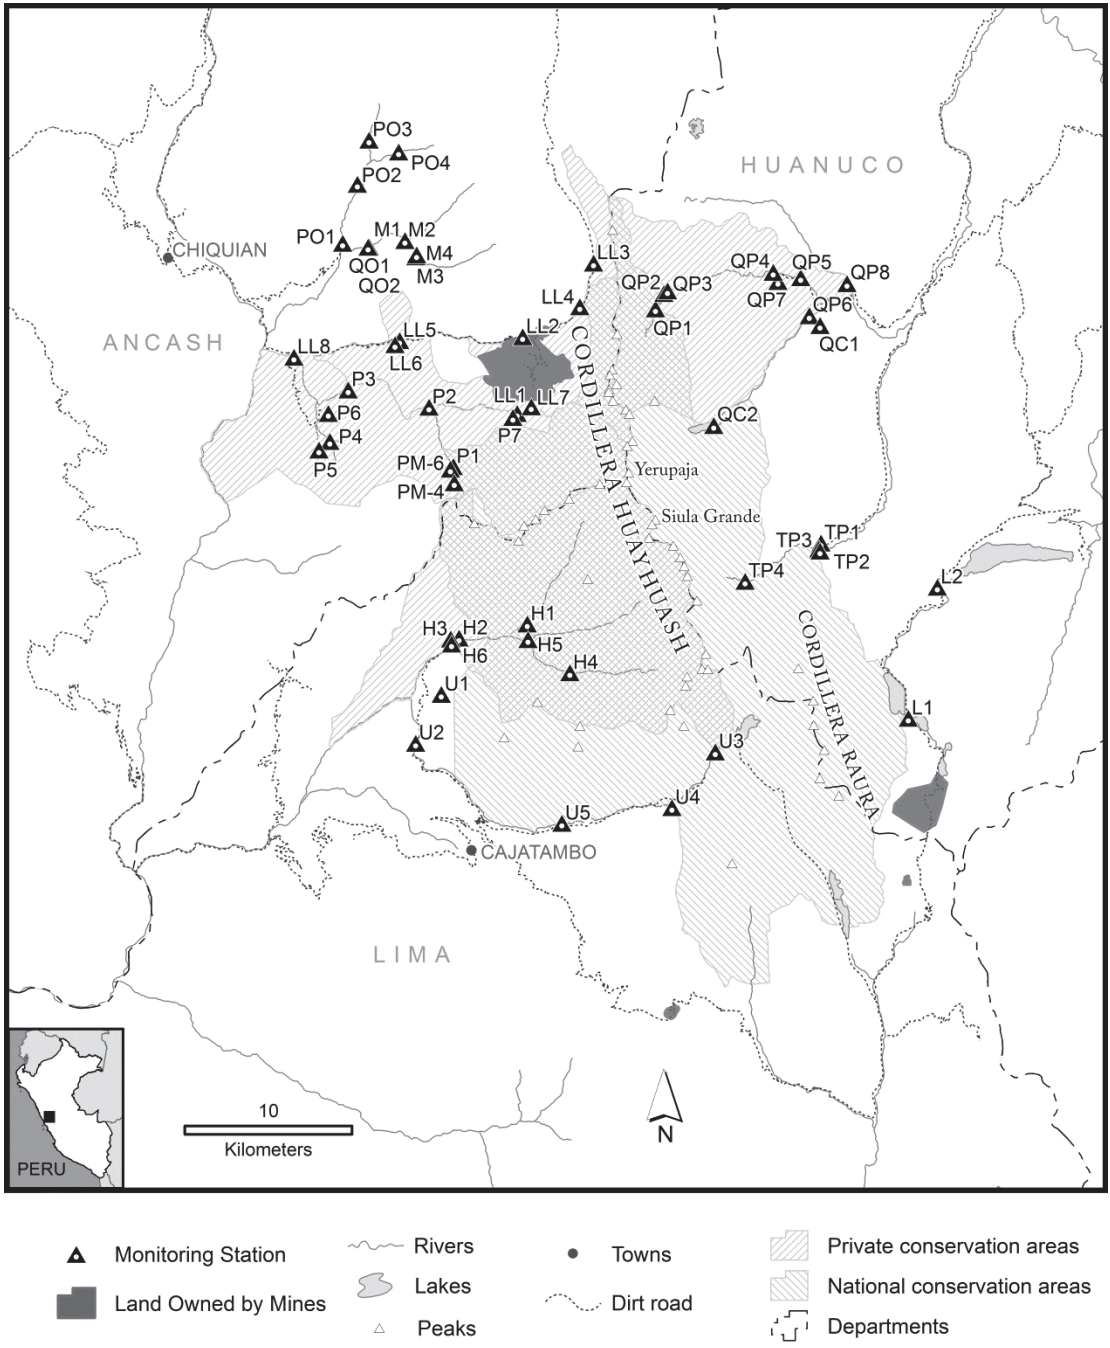 PO3
PO4
PO2
HUANUCO
PO1
M1
M2
CHIQUIAN
QO1
M4
QO2
M3
LL3
QP4
QP5
QP2
QP3
QP7
QP8
LL4
QP1
QP6
LL5
LL2
QC1
ANCASH
LL8
LL6
P3
P2
LL1
LL7
P6
P7
QC2
P4
P5
PM-6
P1
PM-4
CORDILLERA HUAYHUASH
Yerupaja
Siula Grande
TP3
TP1
TP2
TP4
L2
H1
H3
H2
H5
H6
H4
CORDILLERA RAURA
U1
U2
U3
L1
U4
U5
CAJATAMBO
LIMA
PERU
10
Kilometers
N
Monitoring Station
Rivers
Towns
Private conservation areas
Land Owned by Mines
Lakes
Dirt road
National conservation areas
Peaks
Departments